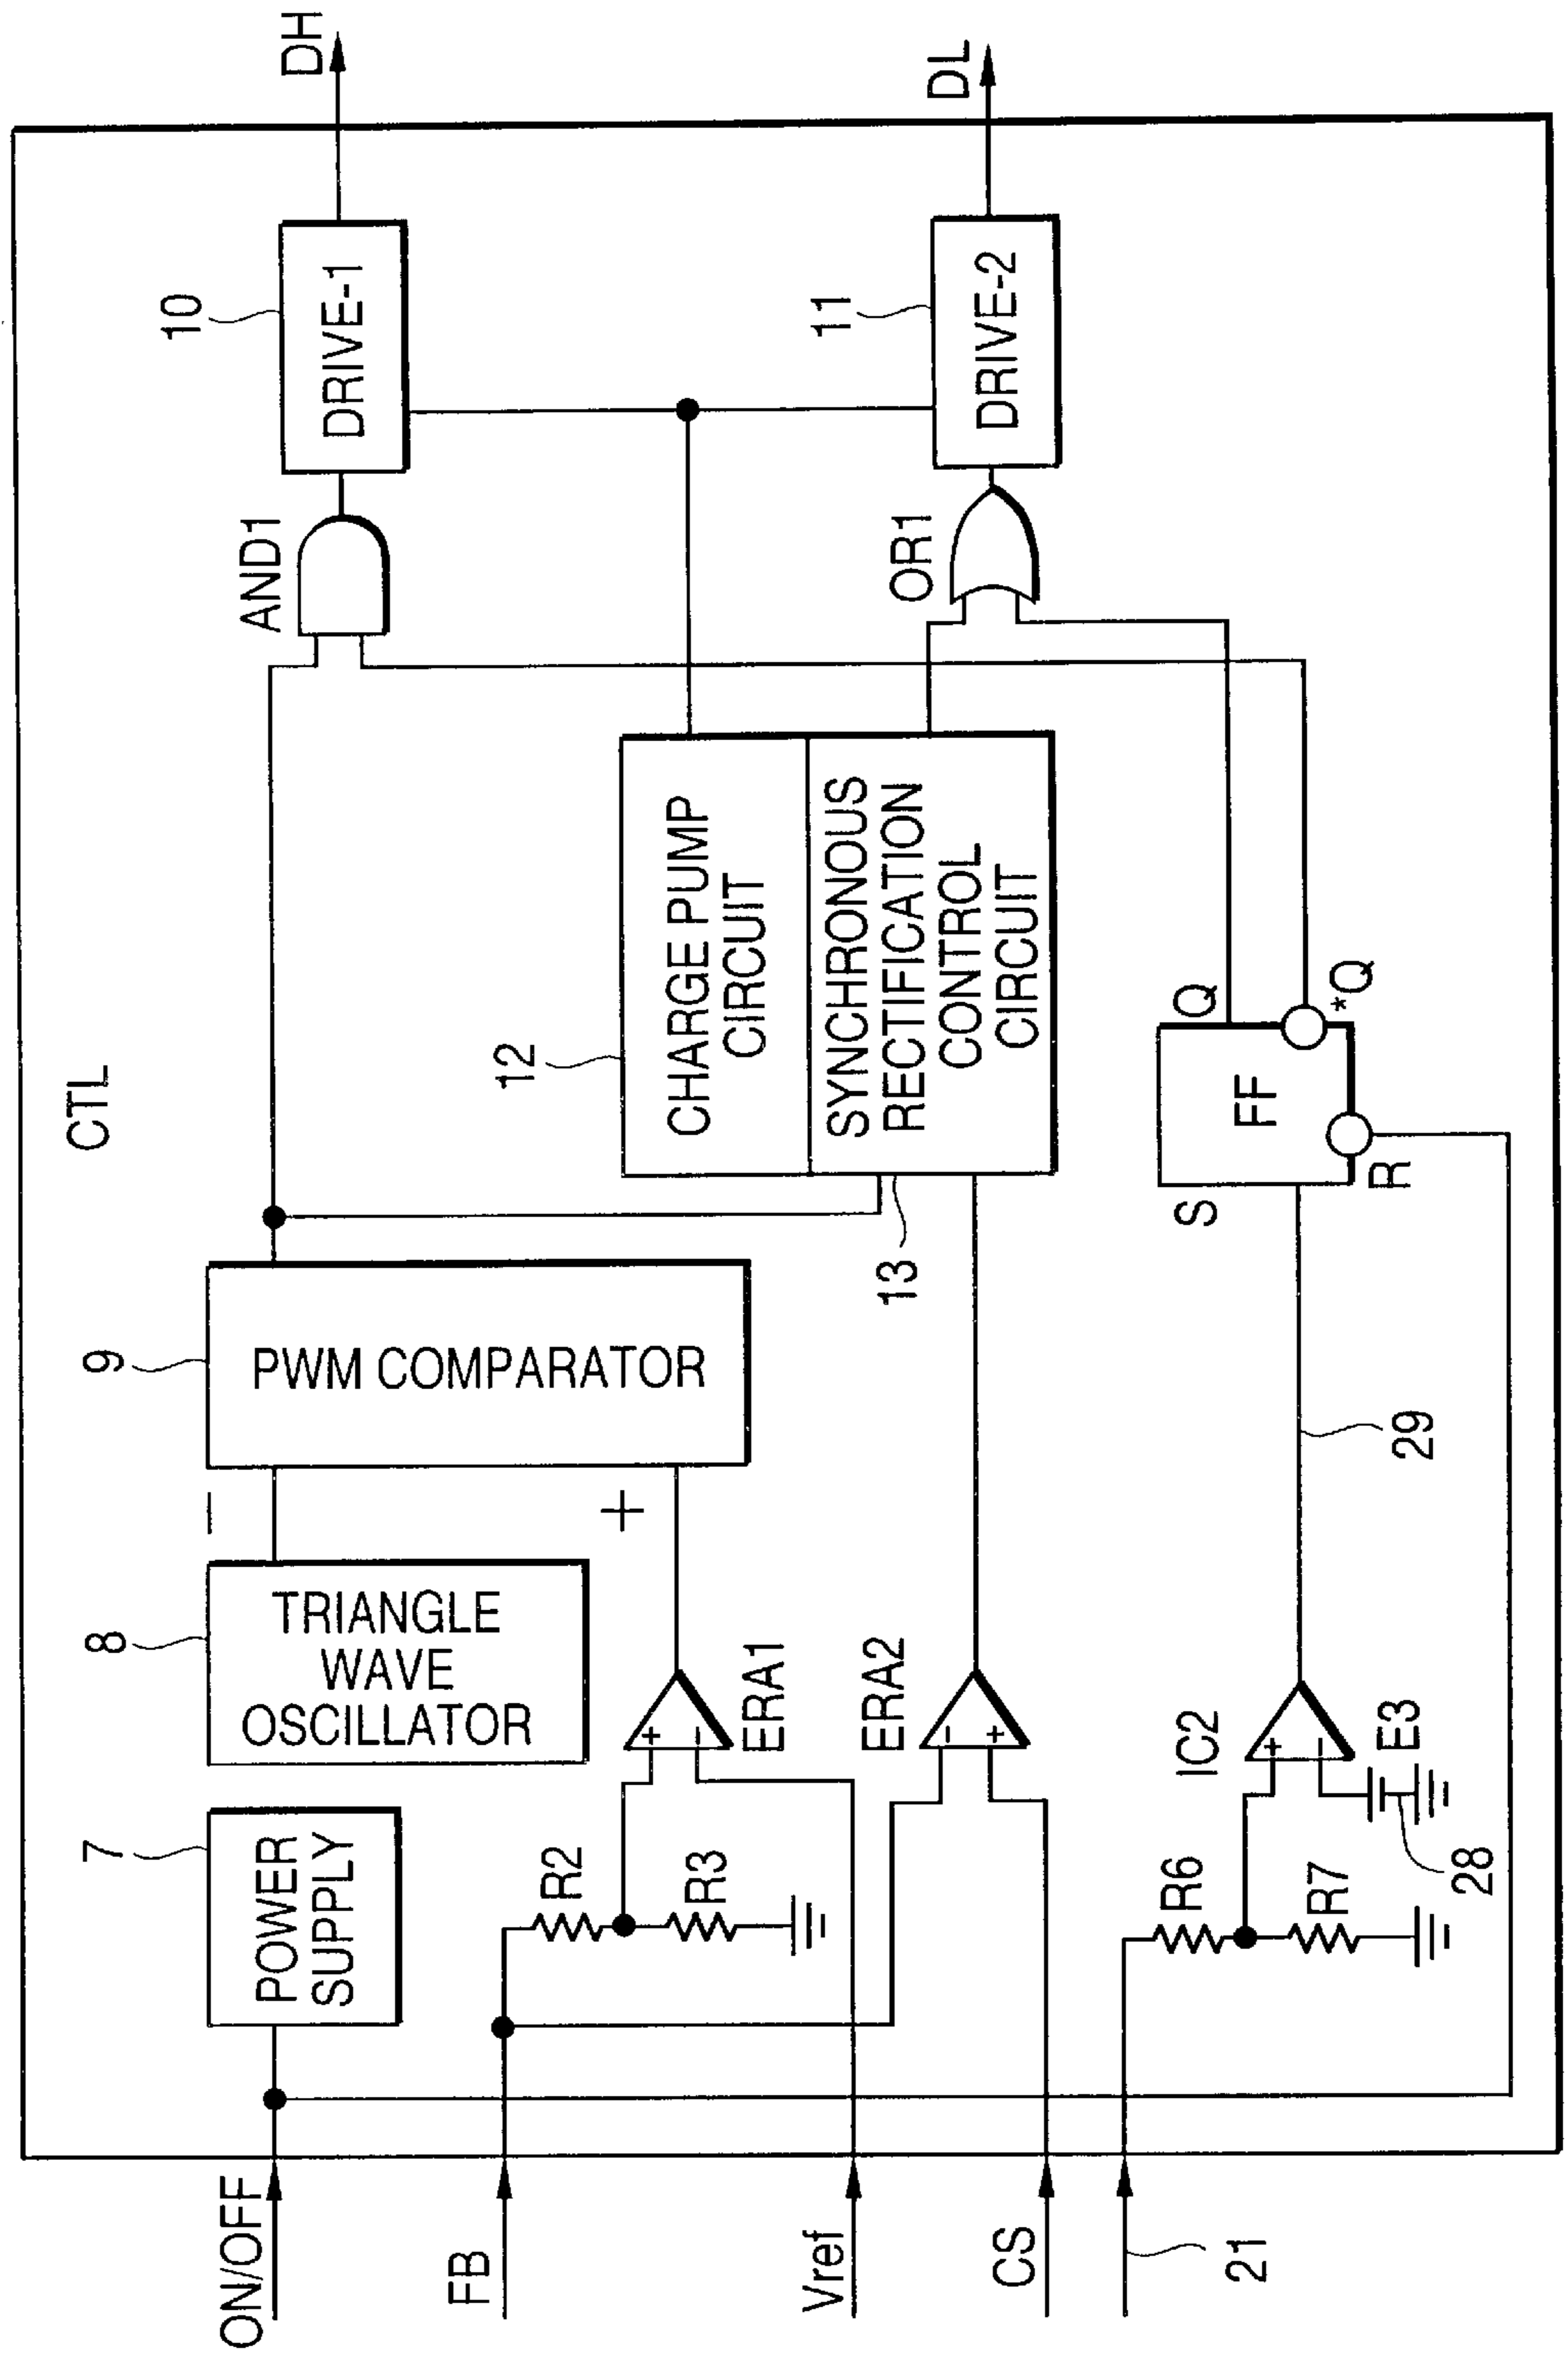 CTL
ON/OFF
FB
Vref
CS
21
7
POWER
SUPPLY
8
TRIANGLE
WAVE
OSCILLATOR
−
+
9
PWM COMPARATOR
R2
R3
+
−
ERA1
ERA2
−
+
R6
R7
IC2
+
−
E3
28
29
12
CHARGE PUMP
CIRCUIT
SYNCHRONOUS
RECTIFICATION
CONTROL
CIRCUIT
13
S
FF
Q
*Q
R
AND1
OR1
10
DRIVE-1
11
DRIVE-2
DH
DL